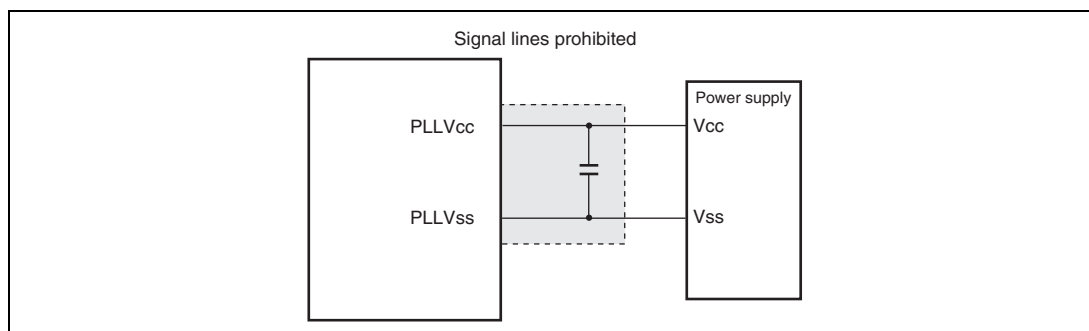 Signal lines prohibited
Power supply
PLLVcc
Vcc
PLLVss
Vss